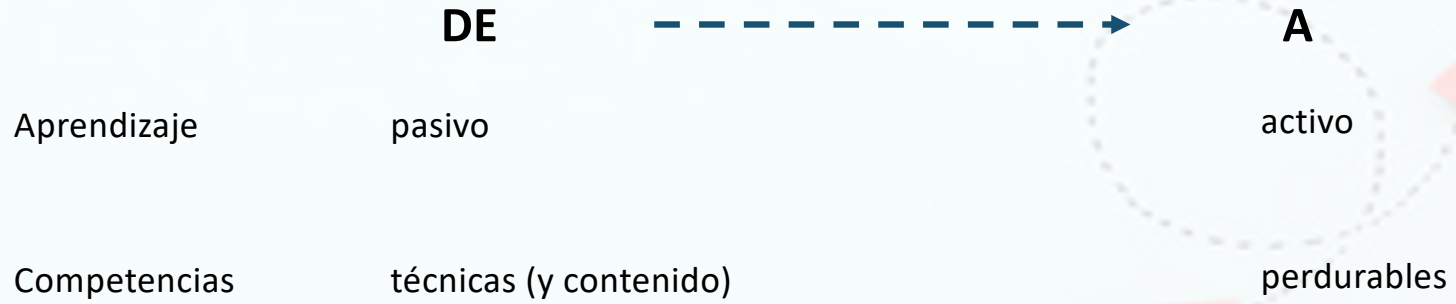 DE A
Aprendizaje pasivo activo
Competencias técnicas (y contenido) perdurables